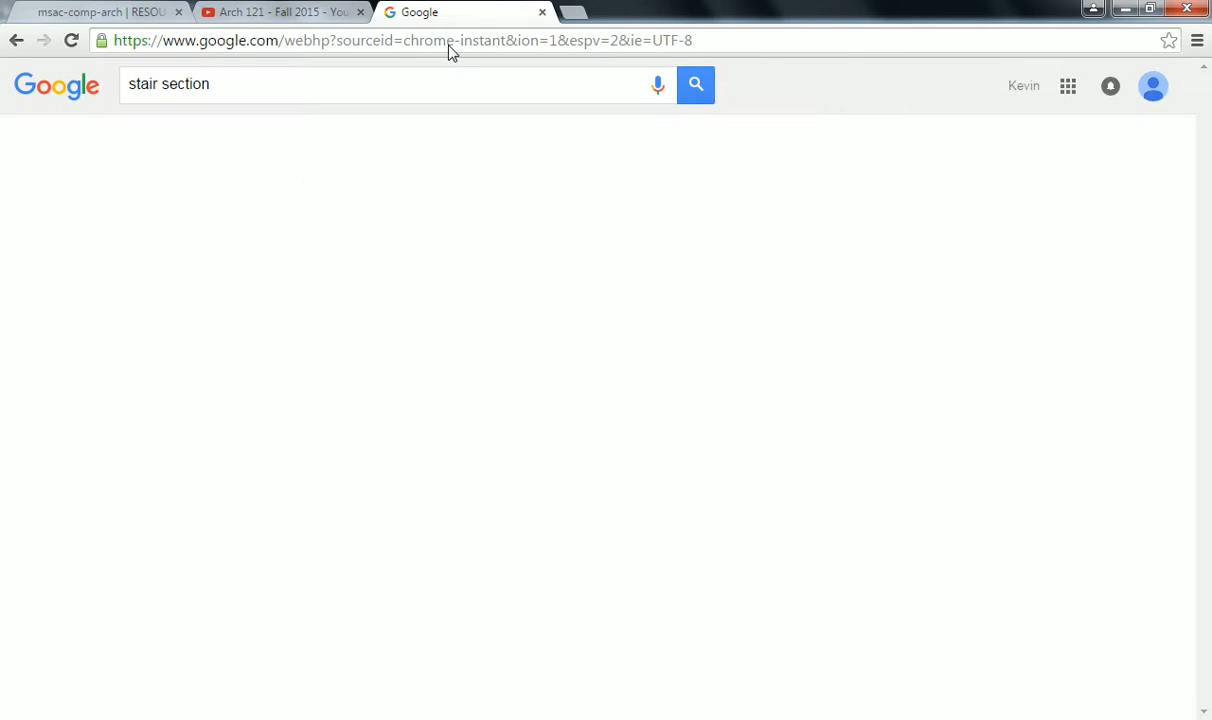 msac-comp-arch | RESOU
Arch 121 - Fall 2015 - You
Google
https://www.google.com/webhp?sourceid=chrome-instant&ion=1&espv=2&ie=UTF-8
Google
stair section
Kevin